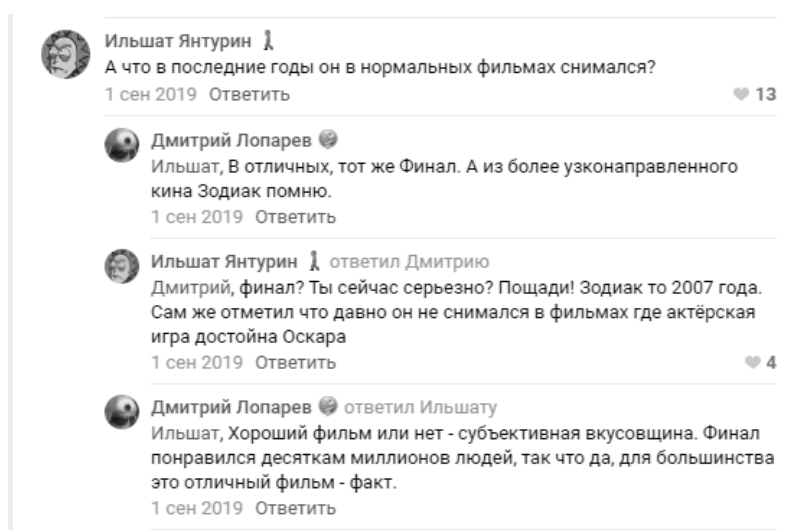 Ильшат Янтурин
А что в последние годы он в нормальных фильмах снимался?
1 сен 2019 Ответить 13
Дмитрий Лопарев
Ильшат, В отличных, тот же Финал. А из более узконаправленного
кина Зодиак помню.
1 сен 2019 Ответить
Ильшат Янтурин ответил Дмитрию
Дмитрий, финал? Ты сейчас серьезно? Пощади! Зодиак то 2007 года.
Сам же отметил что давно он не снимался в фильмах где актёрская
игра достойна Оскара
1 сен 2019 Ответить 4
Дмитрий Лопарев ответил Ильшату
Ильшат, Хороший фильм или нет - субъективная вкусовщина. Финал
понравился десяткам миллионов людей, так что да, для большинства
это отличный фильм - факт.
1 сен 2019 Ответить